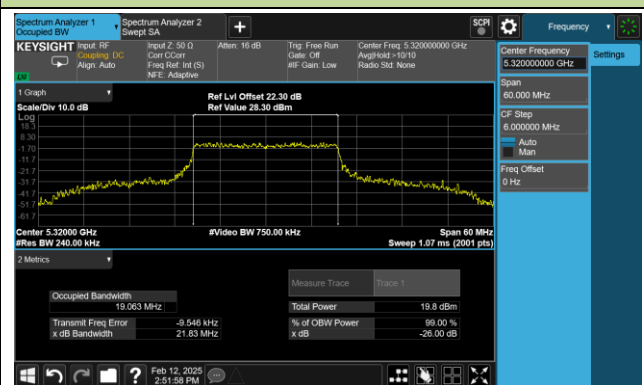 Spectrum Analyzer 1
Occupied BW
Spectrum Analyzer 2
Swept SA
SCPI
Frequency
KEYSIGHT
Input: RF
Coupling: DC
Align: Auto
Input Z: 50 Ω
Corr CCorr
Freq Ref: Int (S)
NFE: Adaptive
Atten: 16 dB
Trig: Free Run
Gate: Off
#IF Gain: Low
Center Freq: 5.320000000 GHz
Avg|Hold:>10/10
Radio Std: None
Center Frequency
5.320000000 GHz
Settings
Span
60.000 MHz
CF Step
6.000000 MHz
Auto
Man
Freq Offset
0 Hz
1 Graph
Scale/Div 10.0 dB
Ref Lvl Offset 22.30 dB
Ref Value 28.30 dBm
Log
18.3
8.30
-1.70
-11.7
-21.7
-31.7
-41.7
-51.7
-61.7
Center 5.32000 GHz
#Res BW 240.00 kHz
#Video BW 750.00 kHz
Span 60 MHz
Sweep 1.07 ms (2001 pts)
2 Metrics
Measure Trace
Trace 1
Occupied Bandwidth
19.063 MHz
Total Power
19.8 dBm
Transmit Freq Error
-9.546 kHz
% of OBW Power
99.00 %
x dB Bandwidth
21.83 MHz
x dB
-26.00 dB
?
Feb 12, 2025
2:51:58 PM